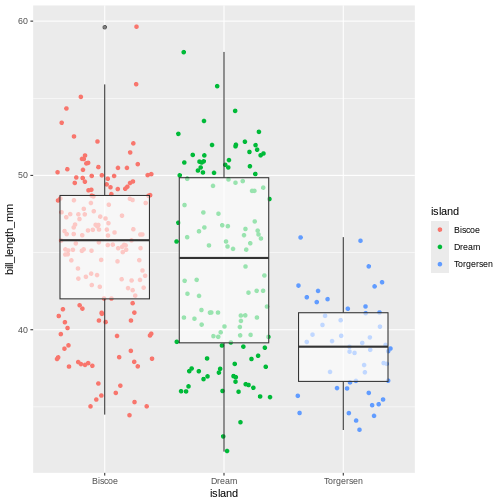 60
50
40
bill_length_mm
Biscoe
Dream
Torgersen
island
island
Biscoe
Dream
Torgersen